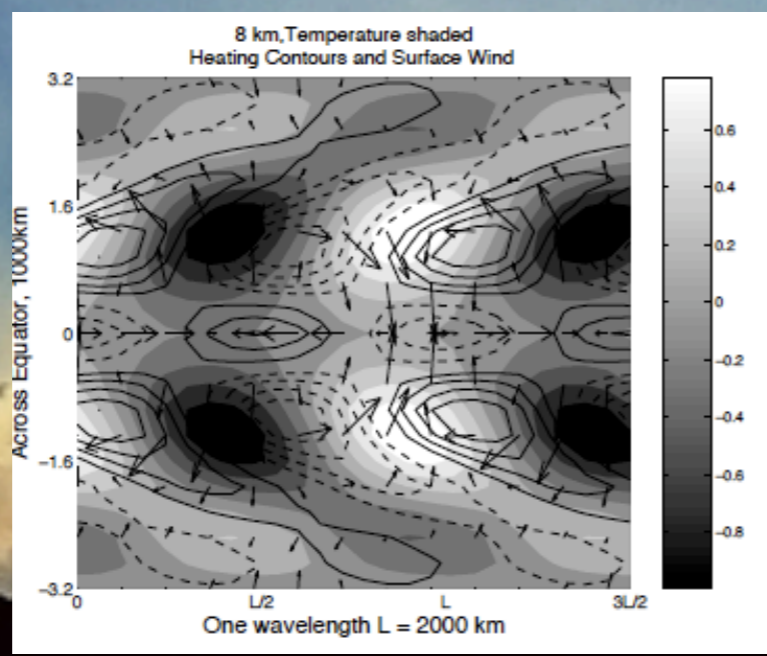 8 km,Temperature shaded
Heating Contours and Surface Wind
3.2
1.6
0
−1.6
−3.2
Across Equator, 1000km
0
L/2
L
3L/2
One wavelength L = 2000 km
0.6
0.4
0.2
0
−0.2
−0.4
−0.6
−0.8